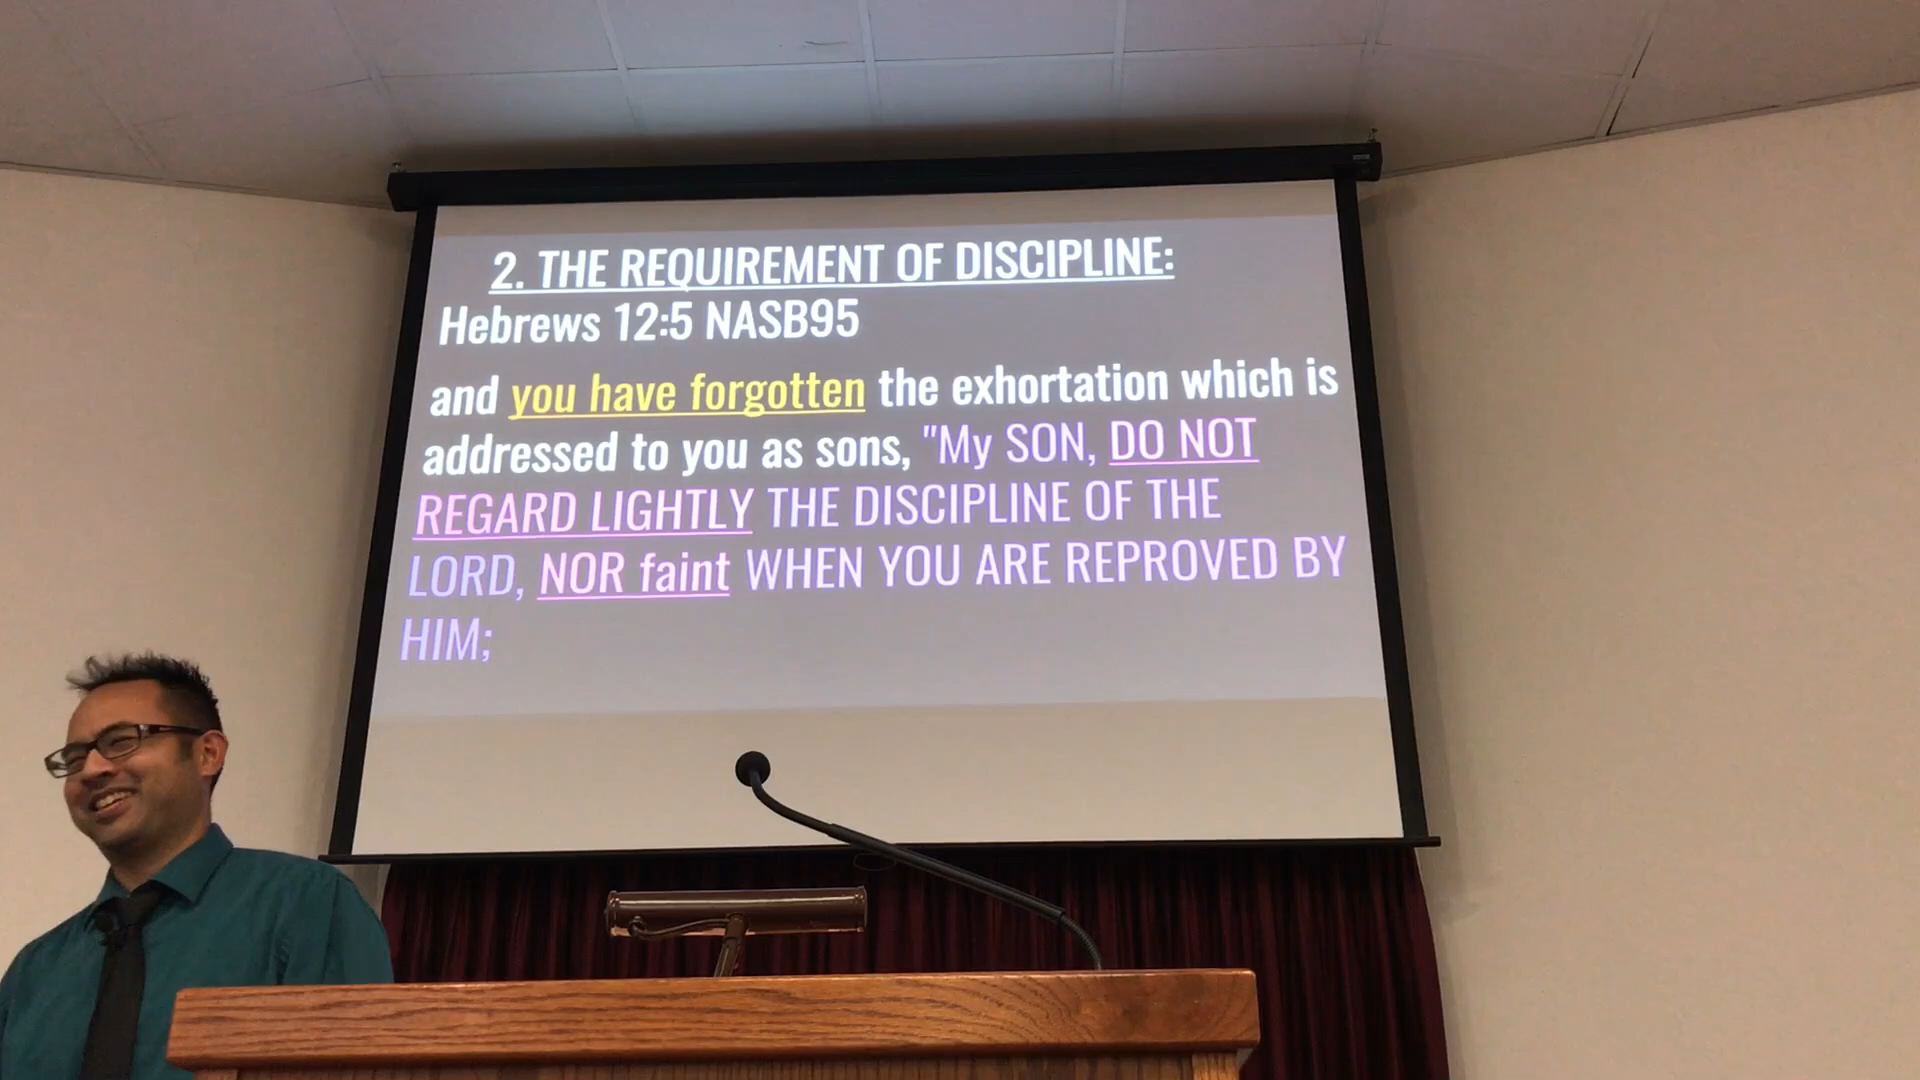 2. THE REQUIREMENT OF DISCIPLINE:
Hebrews 12:5 NASB95
and you have forgotten the exhortation which is
addressed to you as sons, "My SON, DO NOT
REGARD LIGHTLY THE DISCIPLINE OF THE
LORD, NOR faint WHEN YOU ARE REPROVED BY
HIM;